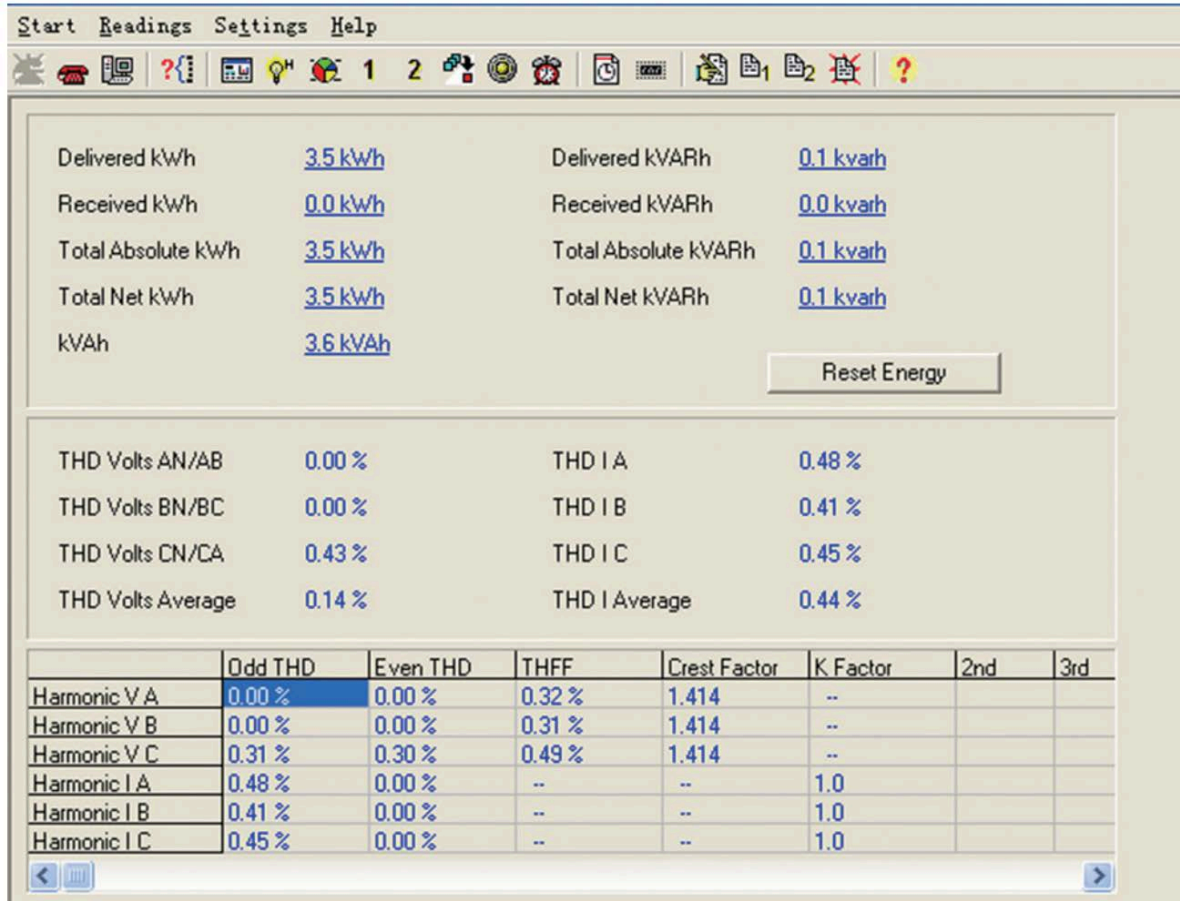 Start Readings Settings Help
?{ H 1 2 1 2 ?
Delivered kWh 3.5 kWh Delivered kVARh 0.1 kvarh
Received kWh 0.0 kWh Received kVARh 0.0 kvarh
Total Absolute kWh 3.5 kWh Total Absolute kVARh 0.1 kvarh
Total Net kWh 3.5 kWh Total Net kVARh 0.1 kvarh
kVAh 3.6 kVAh
Reset Energy
THD Volts AN/AB 0.00 % THD I A 0.48 %
THD Volts BN/BC 0.00 % THD I B 0.41 %
THD Volts CN/CA 0.43 % THD I C 0.45 %
THD Volts Average 0.14 % THD I Average 0.44 %
Odd THD Even THD THFF Crest Factor K Factor 2nd 3rd
Harmonic V A 0.00 % 0.00 % 0.32 % 1.414 --
Harmonic V B 0.00 % 0.00 % 0.31 % 1.414 --
Harmonic V C 0.31 % 0.30 % 0.49 % 1.414 --
Harmonic I A 0.48 % 0.00 % -- -- 1.0
Harmonic I B 0.41 % 0.00 % -- -- 1.0
Harmonic I C 0.45 % 0.00 % -- -- 1.0